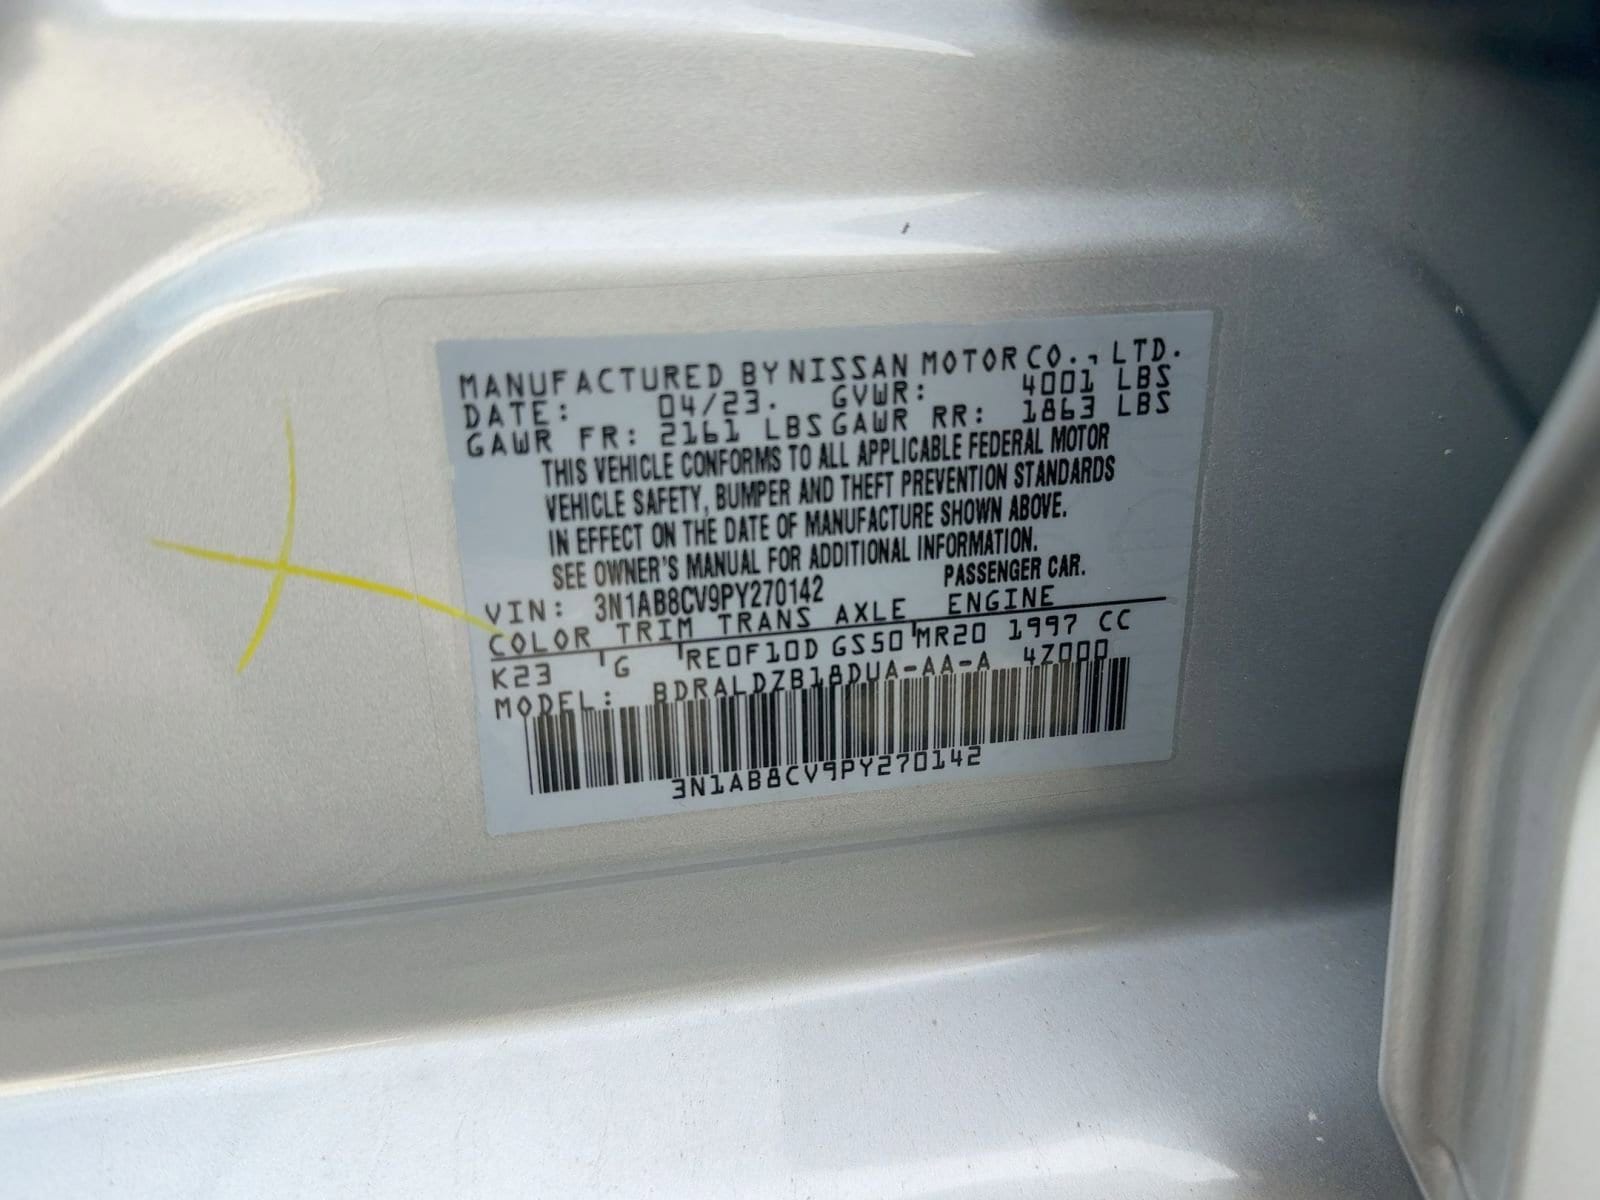 MANUFACTURED BY NISSAN MOTOR CO., LTD.
DATE: 04/23. GVWR: 4001 LBS
GAWR FR: 2161 LBS GAWR RR: 1863 LBS
THIS VEHICLE CONFORMS TO ALL APPLICABLE FEDERAL MOTOR
VEHICLE SAFETY, BUMPER AND THEFT PREVENTION STANDARDS
IN EFFECT ON THE DATE OF MANUFACTURE SHOWN ABOVE.
SEE OWNER'S MANUAL FOR ADDITIONAL INFORMATION.
VIN: 3N1AB8CV9PY270142 PASSENGER CAR.
COLOR TRIM TRANS AXLE ENGINE
K23 G RE0F10D GS50 MR20 1997 CC
MODEL: BDRALDZB18DUA-AA-A 4Z000
3N1AB8CV9PY270142